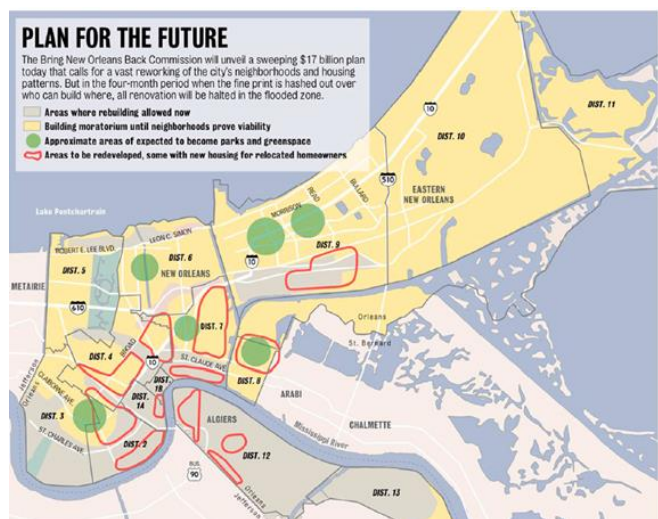 PLAN FOR THE FUTURE
The Bring New Orleans Back Commission will unveil a sweeping $17 billion plan
today that calls for a vast reworking of the city's neighborhoods and housing
patterns. But in the four-month period when the fine print is hashed out over
who can build where, all renovation will be halted in the flooded zone.
Areas where rebuilding allowed now
Building moratorium until neighborhoods prove viability
Approximate areas of expected to become parks and greenspace
Areas to be redeveloped, some with new housing for relocated homeowners
DIST. 11
10
DIST. 10
510
EASTERN
NEW ORLEANS
BULLARD
READ
MORRISON
Lake Pontchartrain
LEON C. SIMON
ROBERT E. LEE BLVD.
DIST. 9
10
DIST. 6
NEW ORLEANS
DIST. 5
METAIRIE
610
Orleans
St. Bernard
DIST. 7
BROAD
DIST. 4
10
ST. CLAUDE AVE.
DIST. 8
DIST.
1B
DIST.
1A
Jefferson
Orleans
CLAIBORNE AVE.
DIST. 3
ST. CHARLES AVE.
DIST. 2
ARABI
ALGIERS
CHALMETTE
Mississippi River
DIST. 12
BUS.
90
Orleans
Jefferson
DIST. 13